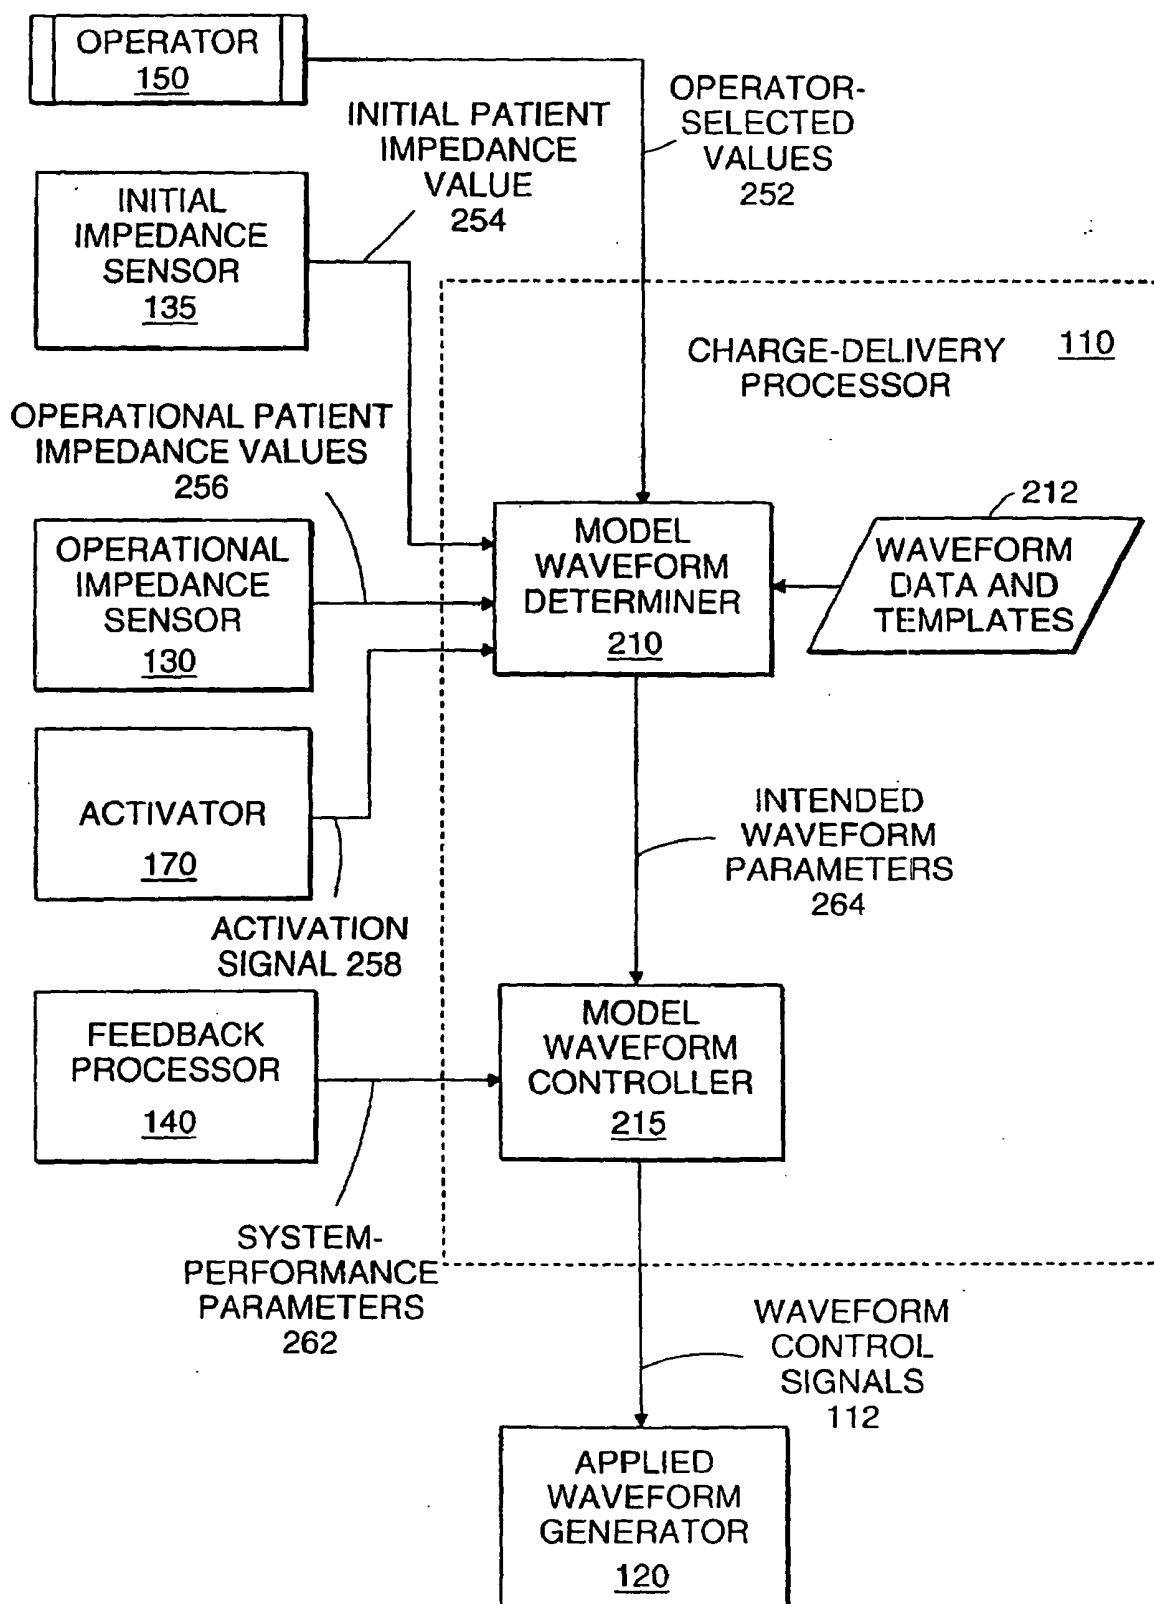 OPERATOR
150
OPERATOR-
SELECTED
VALUES
252
INITIAL PATIENT
IMPEDANCE
VALUE
254
INITIAL
IMPEDANCE
SENSOR
135
CHARGE-DELIVERY
PROCESSOR
110
OPERATIONAL PATIENT
IMPEDANCE VALUES
256
212
WAVEFORM
DATA AND
TEMPLATES
MODEL
WAVEFORM
DETERMINER
210
OPERATIONAL
IMPEDANCE
SENSOR
130
ACTIVATOR
170
INTENDED
WAVEFORM
PARAMETERS
264
ACTIVATION
SIGNAL 258
FEEDBACK
PROCESSOR
140
MODEL
WAVEFORM
CONTROLLER
215
SYSTEM-
PERFORMANCE
PARAMETERS
262
WAVEFORM
CONTROL
SIGNALS
112
APPLIED
WAVEFORM
GENERATOR
120